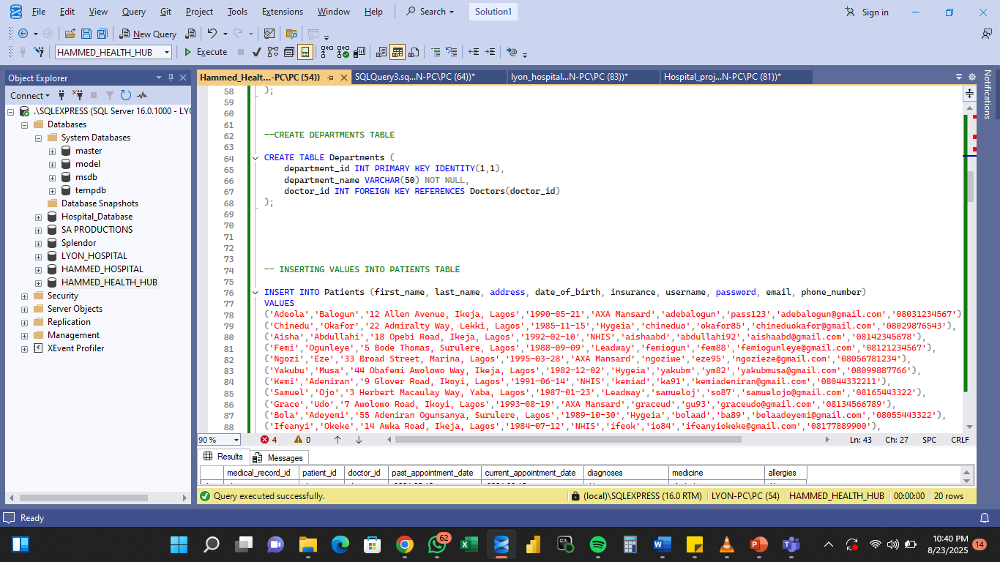 File Edit View Query Git Project Tools Extensions Window Help Search Solution1 Sign in
New Query
HAMMED_HEALTH_HUB Execute
Object Explorer
Connect
.\SQLEXPRESS (SQL Server 16.0.1000 - LYO
Databases
System Databases
master
model
msdb
tempdb
Database Snapshots
Hospital_Database
SA PRODUCTIONS
Splendor
LYON_HOSPITAL
HAMMED_HOSPITAL
HAMMED_HEALTH_HUB
Security
Server Objects
Replication
Management
XEvent Profiler
Hammed_Healt...-PC\PC (54)) SQLQuery3.sq...N-PC\PC (64))* lyon_hospital...N-PC\PC (83))* Hospital_proj...N-PC\PC (81))*
58 );
59
60
61
62 --CREATE DEPARTMENTS TABLE
63
64 CREATE TABLE Departments (
65 department_id INT PRIMARY KEY IDENTITY(1,1),
66 department_name VARCHAR(50) NOT NULL,
67 doctor_id INT FOREIGN KEY REFERENCES Doctors(doctor_id)
68 );
69
70
71
72
73
74 -- INSERTING VALUES INTO PATIENTS TABLE
75
76 INSERT INTO Patients (first_name, last_name, address, date_of_birth, insurance, username, password, email, phone_number)
77 VALUES
78 ('Adeola','Balogun','12 Allen Avenue, Ikeja, Lagos','1990-05-21','AXA Mansard','adebalogun','pass123','adebalogun@gmail.com','08031234567')
79 ('Chinedu','Okafor','22 Admiralty Way, Lekki, Lagos','1985-11-15','Hygeia','chineduo','okafor85','chineduokafor@gmail.com','08029876543'),
80 ('Aisha','Abdullahi','18 Opebi Road, Ikeja, Lagos','1992-02-10','NHIS','aishaabd','abdullahi92','aishaabd@gmail.com','08142345678'),
81 ('Femi','Ogunleye','5 Bode Thomas, Surulere, Lagos','1988-09-09','Leadway','femiogun','fem88','femiogunleye@gmail.com','08121234567'),
82 ('Ngozi','Eze','33 Broad Street, Marina, Lagos','1995-03-28','AXA Mansard','ngoziwe','eze95','ngozieze@gmail.com','08056781234'),
83 ('Yakubu','Musa','44 Obafemi Awolowo Way, Ikeja, Lagos','1982-12-02','Hygeia','yakubm','ym82','yakubmusa@gmail.com','08099887766'),
84 ('Kemi','Adeniran','9 Glover Road, Ikoyi, Lagos','1991-06-14','NHIS','kemiad','ka91','kemiadeniran@gmail.com','08044332211'),
85 ('Samuel','Ojo','3 Herbert Macaulay Way, Yaba, Lagos','1987-01-23','Leadway','samueloj','so87','samuelojo@gmail.com','08165443322'),
86 ('Grace','Udo','7 Awolowo Road, Ikoyi, Lagos','1993-08-19','AXA Mansard','graceud','gu93','graceudo@gmail.com','08134566789'),
87 ('Bola','Adeyemi','55 Adeniran Ogunsanya, Surulere, Lagos','1989-10-30','Hygeia','bolaad','ba89','bolaadeyemi@gmail.com','08055443322'),
88 ('Ifeanyi','Okeke','14 Awka Road, Ikeja, Lagos','1984-07-12','NHIS','ifeok','io84','ifeanyiokeke@gmail.com','08177889900'),
90 % 4 0 Ln: 43 Ch: 27 SPC CRLF
Results Messages
medical_record_id patient_id doctor_id past_appointment_date current_appointment_date diagnoses medicine allergies
Query executed successfully. (local)\SQLEXPRESS (16.0 RTM) LYON-PC\PC (54) HAMMED_HEALTH_HUB 00:00:00 20 rows
Notifications
Ready
62
10:40 PM
8/23/2025
14